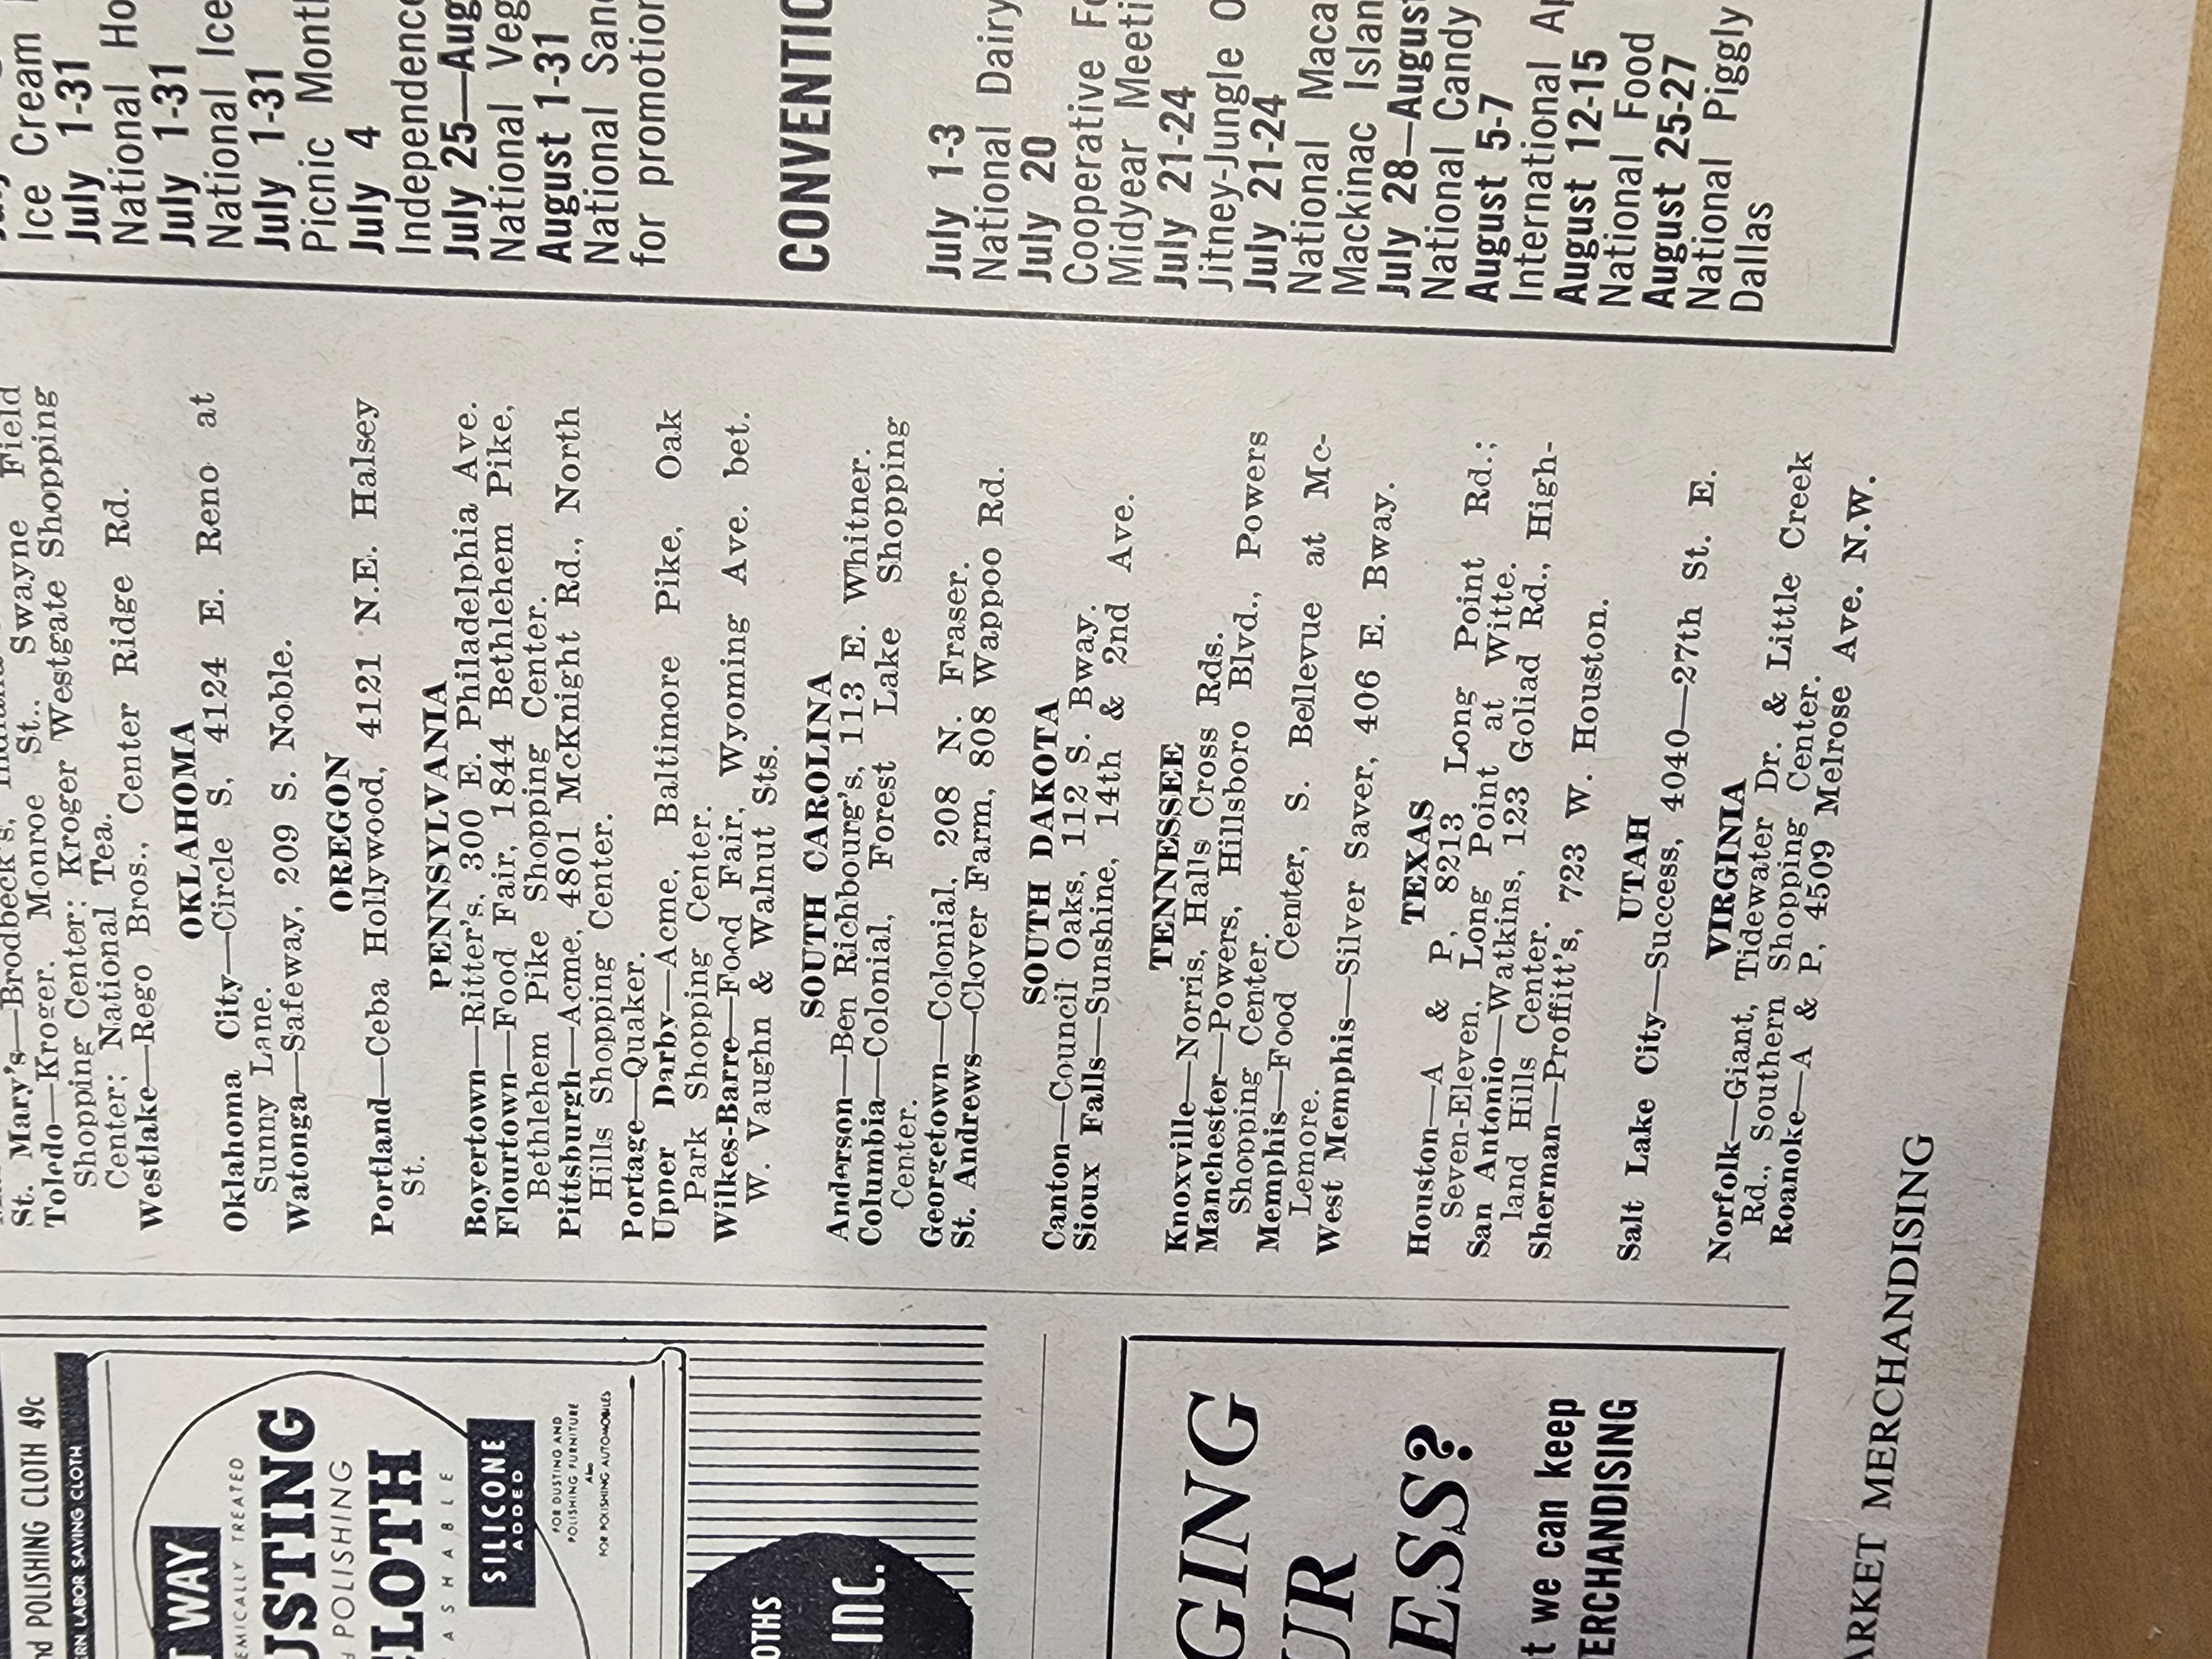 nd POLISHING CLOTH 49c
RN LABOR SAVING CLOTH
WAY
EMICALLY TREATED
USTING
POLISHING
CLOTH
WASHABLE
SILICONE
ADDED
FOR DUSTING AND
POLISHING FURNITURE
Also
FOR POLISHING AUTOMOBILES
OTHS
INC.
GING
UR
ESS?
t we can keep
ERCHANDISING
St. Mary's—Brodbeck's,
Toledo—Kroger. Monroe St.. Swayne Field
Shopping Center; Kroger Westgate Shopping
Center; National Tea.
Westlake—Rego Bros., Center Ridge Rd.
OKLAHOMA
Oklahoma City—Circle S, 4124 E. Reno at
Sunny Lane.
Watonga—Safeway, 209 S. Noble.
OREGON
Portland—Ceba Hollywood, 4121 N.E. Halsey
St.
PENNSYLVANIA
Boyertown—Ritter's, 300 E. Philadelphia Ave.
Flourtown—Food Fair, 1844 Bethlehem Pike,
Bethlehem Pike Shopping Center.
Pittsburgh—Acme, 4801 McKnight Rd., North
Hills Shopping Center.
Portage—Quaker.
Upper Darby—Acme, Baltimore Pike, Oak
Park Shopping Center.
Wilkes-Barre—Food Fair, Wyoming Ave. bet.
W. Vaughn & Walnut Sts.
SOUTH CAROLINA
Anderson—Ben Richbourg's, 113 E. Whitner.
Columbia—Colonial, Forest Lake Shopping
Center.
Georgetown—Colonial, 208 N. Fraser.
St. Andrews—Clover Farm, 808 Wappoo Rd.
SOUTH DAKOTA
Canton—Council Oaks, 112 S. Bway.
Sioux Falls—Sunshine, 14th & 2nd Ave.
TENNESSEE
Knoxville—Norris, Halls Cross Rds.
Manchester—Powers, Hillsboro Blvd., Powers
Shopping Center.
Memphis—Food Center, S. Bellevue at Mc-
Lemore.
West Memphis—Silver Saver, 406 E. Bway.
TEXAS
Houston—A & P, 8213 Long Point Rd.;
Seven-Eleven, Long Point at Witte.
San Antonio—Watkins, 123 Goliad Rd., High-
land Hills Center.
Sherman—Proffitt's, 723 W. Houston.
UTAH
Salt Lake City—Success, 4040—27th St. E.
VIRGINIA
Norfolk—Giant, Tidewater Dr. & Little Creek
Rd., Southern Shopping Center.
Roanoke—A & P, 4509 Melrose Ave. N.W.
ARKET MERCHANDISING
Ice Cream
July 1-31
National Ho
July 1-31
National Ice
July 1-31
Picnic Mont
July 4
Independenc
July 25—Aug
National Veg
August 1-31
National San
for promotion
CONVENTIO
July 1-3
National Dairy
July 20
Cooperative Fo
Midyear Meeti
July 21-24
Jitney-Jungle O
July 21-24
National Maca
Mackinac Islan
July 28—August
National Candy
August 5-7
International Ap
August 12-15
National Food
August 25-27
National Piggly
Dallas